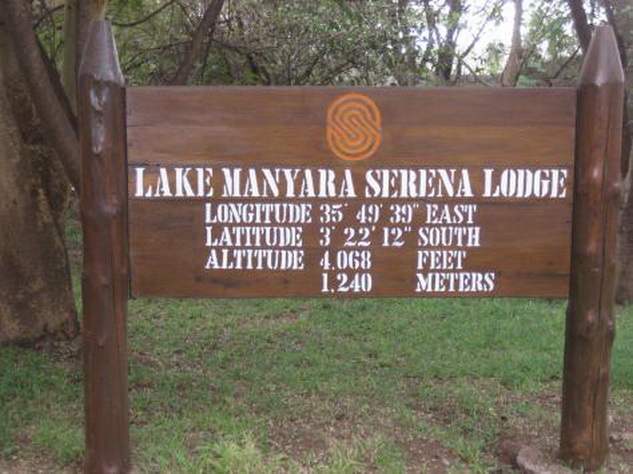 LAKE MANYARA SERENA LODGE
LONGITUDE 35° 49' 39" EAST
LATITUDE 3° 22' 12" SOUTH
ALTITUDE 4,068 FEET
1,240 METERS